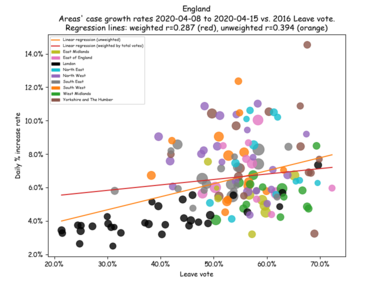 England
Areas' case growth rates 2020-04-08 to 2020-04-15 vs. 2016 Leave vote.
Regression lines: weighted r=0.287 (red), unweighted r=0.394 (orange)
Linear regression (unweighted)
Linear regression (weighted by total votes)
East Midlands
East of England
London
North East
North West
South East
South West
West Midlands
Yorkshire and The Humber
Daily % increase rate
14.0%
12.0%
10.0%
8.0%
6.0%
4.0%
2.0%
20.0%
30.0%
40.0%
50.0%
60.0%
70.0%
Leave vote